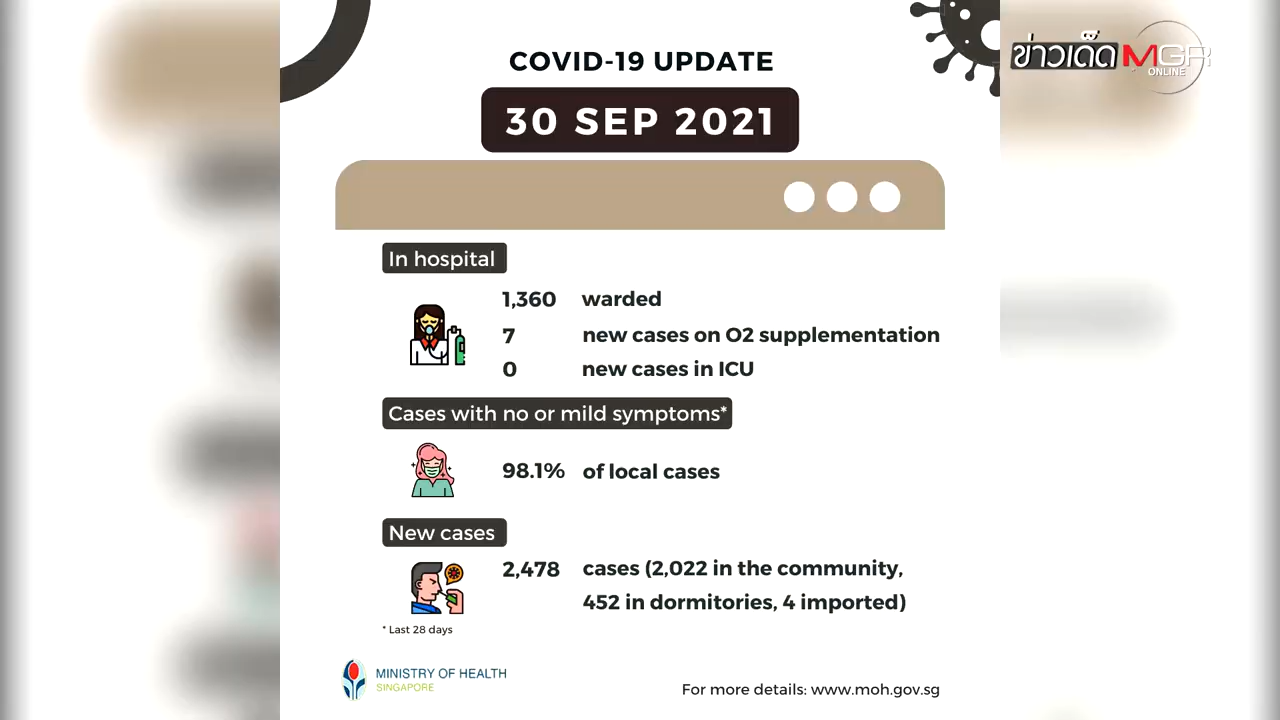 COVID-19 UPDATE
30 SEP 2021
ข่าวเด็ด MGR
ONLINE
In hospital
1,360 warded
7 new cases on O2 supplementation
0 new cases in ICU
Cases with no or mild symptoms*
98.1% of local cases
New cases
2,478 cases (2,022 in the community,
452 in dormitories, 4 imported)
* Last 28 days
MINISTRY OF HEALTH
SINGAPORE
For more details: www.moh.gov.sg